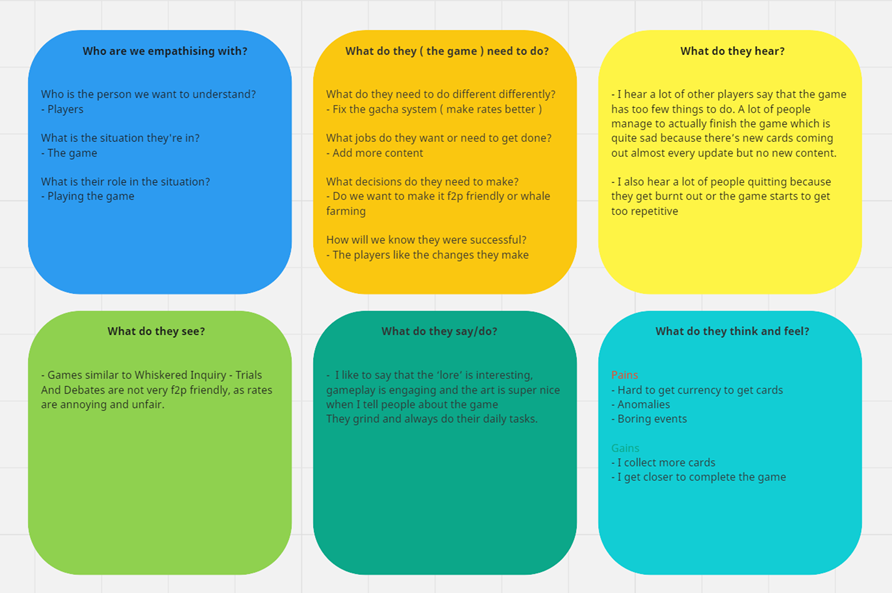 Who are we empathising with?
Who is the person we want to understand?
- Players
What is the situation they're in?
- The game
What is their role in the situation?
- Playing the game
What do they ( the game ) need to do?
What do they need to do different differently?
- Fix the gacha system ( make rates better )
What jobs do they want or need to get done?
- Add more content
What decisions do they need to make?
- Do we want to make it f2p friendly or whale
farming
How will we know they were successful?
- The players like the changes they make
What do they hear?
- I hear a lot of other players say that the game
has too few things to do. A lot of people
manage to actually finish the game which is
quite sad because there's new cards coming
out almost every update but no new content.
- I also hear a lot of people quitting because
they get burnt out or the game starts to get
too repetitive
What do they see?
- Games similar to Whiskered Inquiry - Trials
And Debates are not very f2p friendly, as rates
are annoying and unfair.
What do they say/do?
- I like to say that the 'lore' is interesting,
gameplay is engaging and the art is super nice
when I tell people about the game
They grind and always do their daily tasks.
What do they think and feel?
Pains
- Hard to get currency to get cards
- Anomalies
- Boring events
Gains
- I collect more cards
- I get closer to complete the game